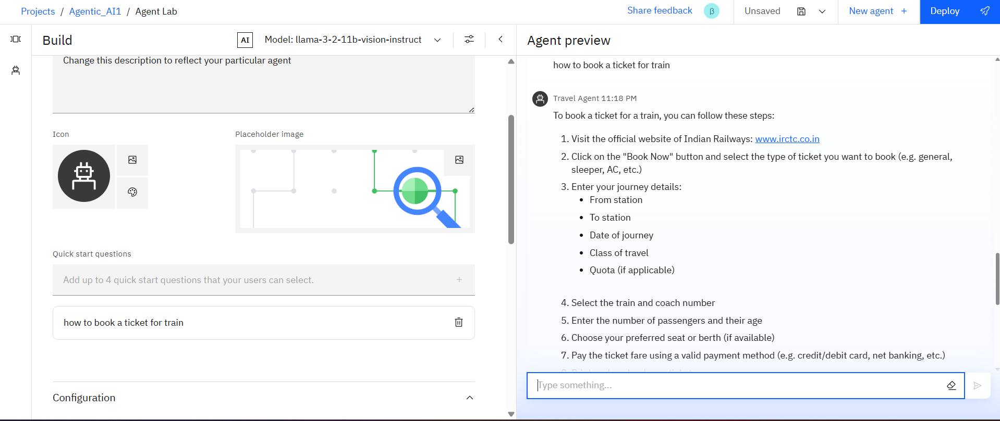 Projects / Agentic_AI1 / Agent Lab
Share feedback
β
Unsaved
New agent +
Deploy
Build
AI
Model: llama-3-2-11b-vision-instruct
Change this description to reflect your particular agent
Icon
Placeholder image
Quick start questions
Add up to 4 quick start questions that your users can select.
how to book a ticket for train
Configuration
Agent preview
how to book a ticket for train
Travel Agent 11:18 PM
To book a ticket for a train, you can follow these steps:
1. Visit the official website of Indian Railways: www.irctc.co.in
2. Click on the "Book Now" button and select the type of ticket you want to book (e.g. general,
sleeper, AC, etc.)
3. Enter your journey details:
• From station
• To station
• Date of journey
• Class of travel
• Quota (if applicable)
4. Select the train and coach number
5. Enter the number of passengers and their age
6. Choose your preferred seat or berth (if available)
7. Pay the ticket fare using a valid payment method (e.g. credit/debit card, net banking, etc.)
Type something...